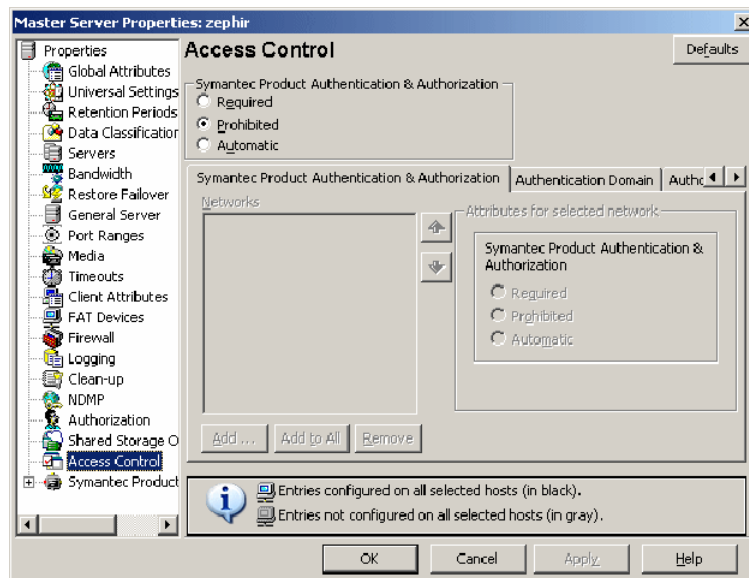 Master Server Properties: zephir
Properties
Global Attributes
Universal Settings
Retention Periods
Data Classification
Servers
Bandwidth
Restore Failover
General Server
Port Ranges
Media
Timeouts
Client Attributes
FAT Devices
Firewall
Logging
Clean-up
NDMP
Authorization
Shared Storage O
Access Control
Symantec Product
Access Control
Defaults
Symantec Product Authentication & Authorization
Required
Prohibited
Automatic
Symantec Product Authentication & Authorization
Authentication Domain
Autho
Networks
Attributes for selected network
Symantec Product Authentication &
Authorization
Required
Prohibited
Automatic
Add ...
Add to All
Remove
Entries configured on all selected hosts (in black).
Entries not configured on all selected hosts (in gray).
OK
Cancel
Apply
Help